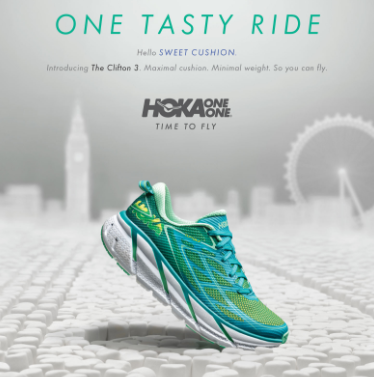 ONE TASTY RIDE
Hello SWEET CUSHION.
Introducing The Clifton 3. Maximal cushion. Minimal weight. So you can fly.
HOKA ONE ONE
TIME TO FLY